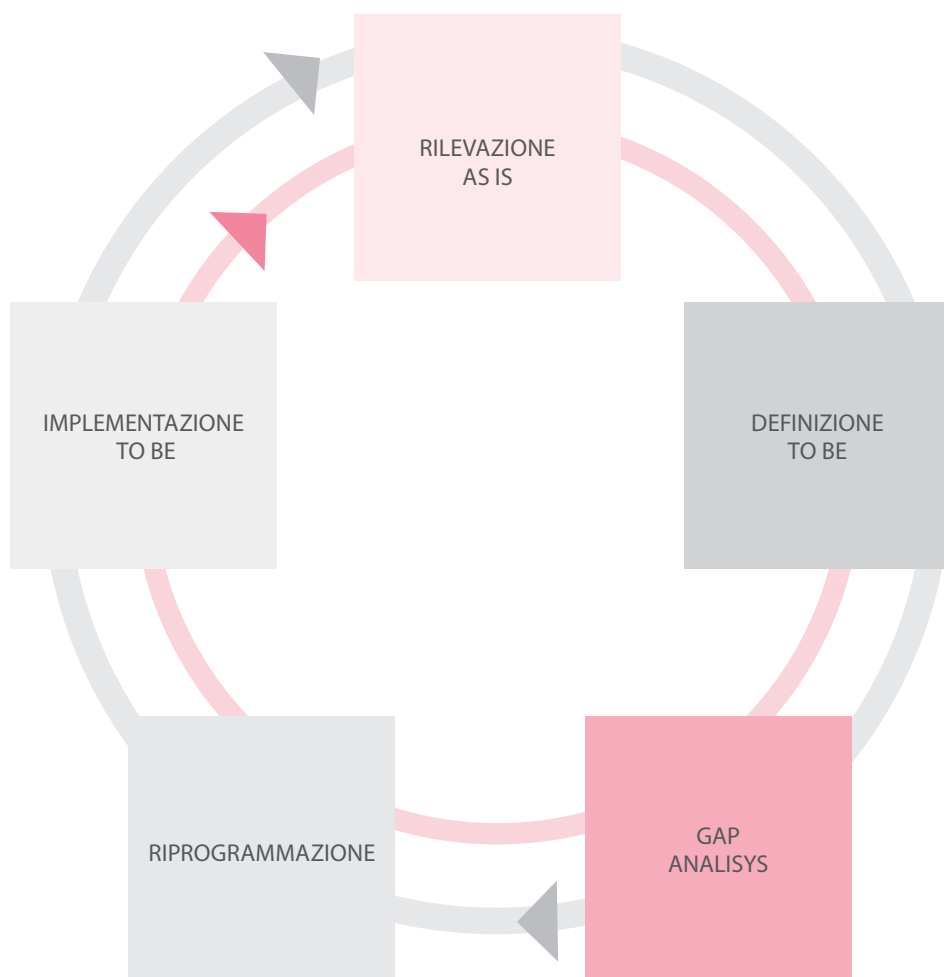 RILEVAZIONE
AS IS
IMPLEMENTAZIONE
TO BE
DEFINIZIONE
TO BE
RIPROGRAMMAZIONE
GAP
ANALISYS